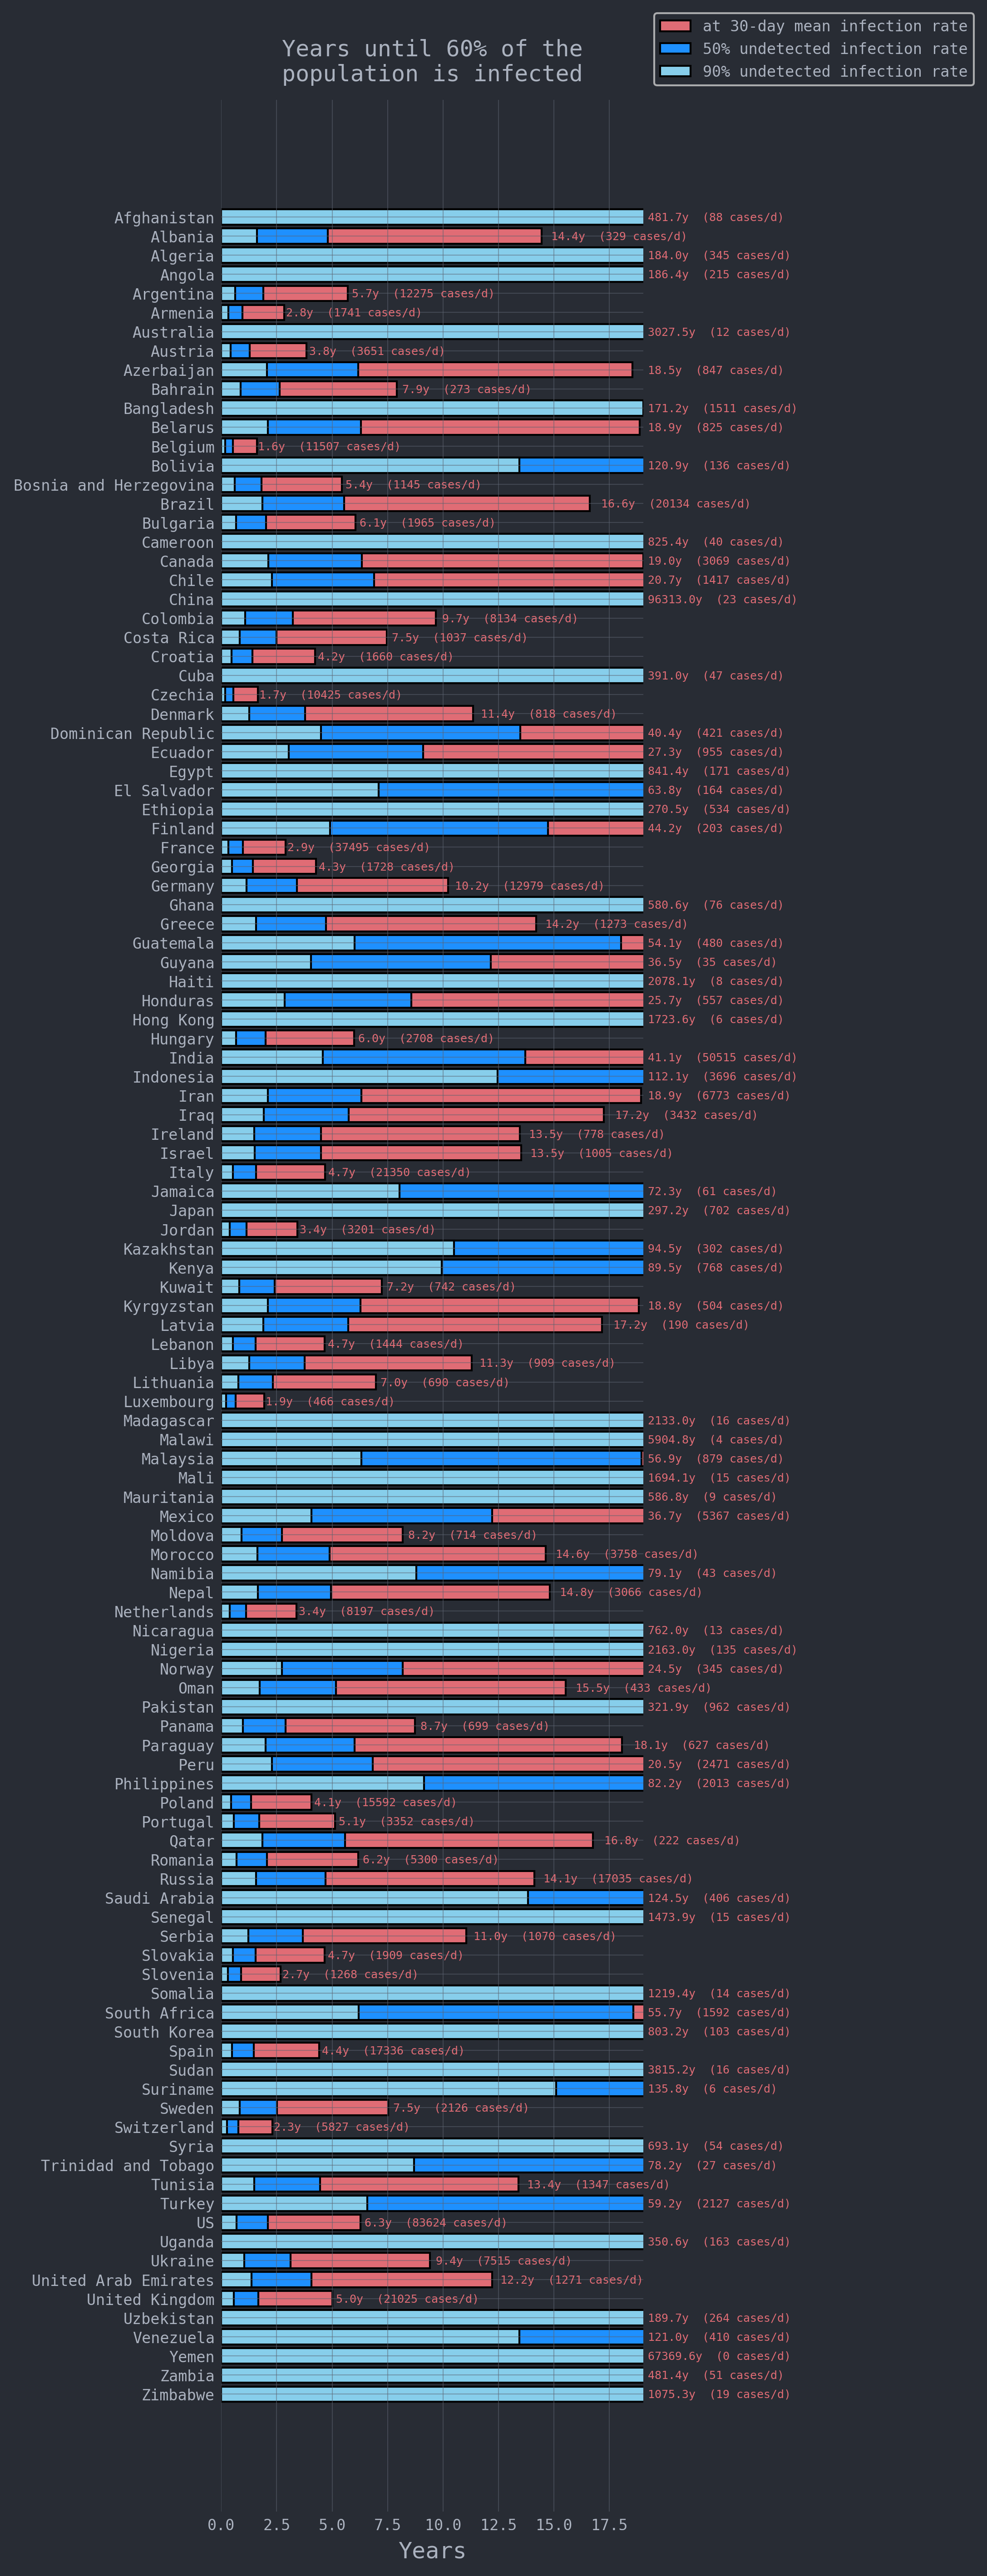 at 30-day mean infection rate
50% undetected infection rate
90% undetected infection rate
Years until 60% of the
population is infected
Afghanistan 481.7y (88 cases/d)
Albania 14.4y (329 cases/d)
Algeria 184.0y (345 cases/d)
Angola 186.4y (215 cases/d)
Argentina 5.7y (12275 cases/d)
Armenia 2.8y (1741 cases/d)
Australia 3027.5y (12 cases/d)
Austria 3.8y (3651 cases/d)
Azerbaijan 18.5y (847 cases/d)
Bahrain 7.9y (273 cases/d)
Bangladesh 171.2y (1511 cases/d)
Belarus 18.9y (825 cases/d)
Belgium 1.6y (11507 cases/d)
Bolivia 120.9y (136 cases/d)
Bosnia and Herzegovina 5.4y (1145 cases/d)
Brazil 16.6y (20134 cases/d)
Bulgaria 6.1y (1965 cases/d)
Cameroon 825.4y (40 cases/d)
Canada 19.0y (3069 cases/d)
Chile 20.7y (1417 cases/d)
China 96313.0y (23 cases/d)
Colombia 9.7y (8134 cases/d)
Costa Rica 7.5y (1037 cases/d)
Croatia 4.2y (1660 cases/d)
Cuba 391.0y (47 cases/d)
Czechia 1.7y (10425 cases/d)
Denmark 11.4y (818 cases/d)
Dominican Republic 40.4y (421 cases/d)
Ecuador 27.3y (955 cases/d)
Egypt 841.4y (171 cases/d)
El Salvador 63.8y (164 cases/d)
Ethiopia 270.5y (534 cases/d)
Finland 44.2y (203 cases/d)
France 2.9y (37495 cases/d)
Georgia 4.3y (1728 cases/d)
Germany 10.2y (12979 cases/d)
Ghana 580.6y (76 cases/d)
Greece 14.2y (1273 cases/d)
Guatemala 54.1y (480 cases/d)
Guyana 36.5y (35 cases/d)
Haiti 2078.1y (8 cases/d)
Honduras 25.7y (557 cases/d)
Hong Kong 1723.6y (6 cases/d)
Hungary 6.0y (2708 cases/d)
India 41.1y (50515 cases/d)
Indonesia 112.1y (3696 cases/d)
Iran 18.9y (6773 cases/d)
Iraq 17.2y (3432 cases/d)
Ireland 13.5y (778 cases/d)
Israel 13.5y (1005 cases/d)
Italy 4.7y (21350 cases/d)
Jamaica 72.3y (61 cases/d)
Japan 297.2y (702 cases/d)
Jordan 3.4y (3201 cases/d)
Kazakhstan 94.5y (302 cases/d)
Kenya 89.5y (768 cases/d)
Kuwait 7.2y (742 cases/d)
Kyrgyzstan 18.8y (504 cases/d)
Latvia 17.2y (190 cases/d)
Lebanon 4.7y (1444 cases/d)
Libya 11.3y (909 cases/d)
Lithuania 7.0y (690 cases/d)
Luxembourg 1.9y (466 cases/d)
Madagascar 2133.0y (16 cases/d)
Malawi 5904.8y (4 cases/d)
Malaysia 56.9y (879 cases/d)
Mali 1694.1y (15 cases/d)
Mauritania 586.8y (9 cases/d)
Mexico 36.7y (5367 cases/d)
Moldova 8.2y (714 cases/d)
Morocco 14.6y (3758 cases/d)
Namibia 79.1y (43 cases/d)
Nepal 14.8y (3066 cases/d)
Netherlands 3.4y (8197 cases/d)
Nicaragua 762.0y (13 cases/d)
Nigeria 2163.0y (135 cases/d)
Norway 24.5y (345 cases/d)
Oman 15.5y (433 cases/d)
Pakistan 321.9y (962 cases/d)
Panama 8.7y (699 cases/d)
Paraguay 18.1y (627 cases/d)
Peru 20.5y (2471 cases/d)
Philippines 82.2y (2013 cases/d)
Poland 4.1y (15592 cases/d)
Portugal 5.1y (3352 cases/d)
Qatar 16.8y (222 cases/d)
Romania 6.2y (5300 cases/d)
Russia 14.1y (17035 cases/d)
Saudi Arabia 124.5y (406 cases/d)
Senegal 1473.9y (15 cases/d)
Serbia 11.0y (1070 cases/d)
Slovakia 4.7y (1909 cases/d)
Slovenia 2.7y (1268 cases/d)
Somalia 1219.4y (14 cases/d)
South Africa 55.7y (1592 cases/d)
South Korea 803.2y (103 cases/d)
Spain 4.4y (17336 cases/d)
Sudan 3815.2y (16 cases/d)
Suriname 135.8y (6 cases/d)
Sweden 7.5y (2126 cases/d)
Switzerland 2.3y (5827 cases/d)
Syria 693.1y (54 cases/d)
Trinidad and Tobago 78.2y (27 cases/d)
Tunisia 13.4y (1347 cases/d)
Turkey 59.2y (2127 cases/d)
US 6.3y (83624 cases/d)
Uganda 350.6y (163 cases/d)
Ukraine 9.4y (7515 cases/d)
United Arab Emirates 12.2y (1271 cases/d)
United Kingdom 5.0y (21025 cases/d)
Uzbekistan 189.7y (264 cases/d)
Venezuela 121.0y (410 cases/d)
Yemen 67369.6y (0 cases/d)
Zambia 481.4y (51 cases/d)
Zimbabwe 1075.3y (19 cases/d)
0.0 2.5 5.0 7.5 10.0 12.5 15.0 17.5
Years